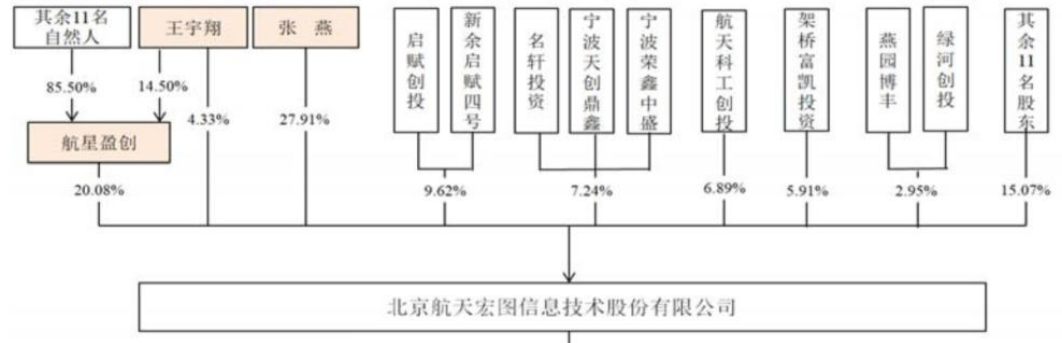 其余11名
自然人
王宇翔
张 燕
启赋创投
新余启赋四号
名轩投资
宁波天创鼎鑫
宁波荣鑫中盛
航天科工创投
架桥富凯投资
燕园博丰
绿河创投
其余11名股东
85.50%
14.50%
4.33%
27.91%
航星盈创
20.08%
9.62%
7.24%
6.89%
5.91%
2.95%
15.07%
北京航天宏图信息技术股份有限公司